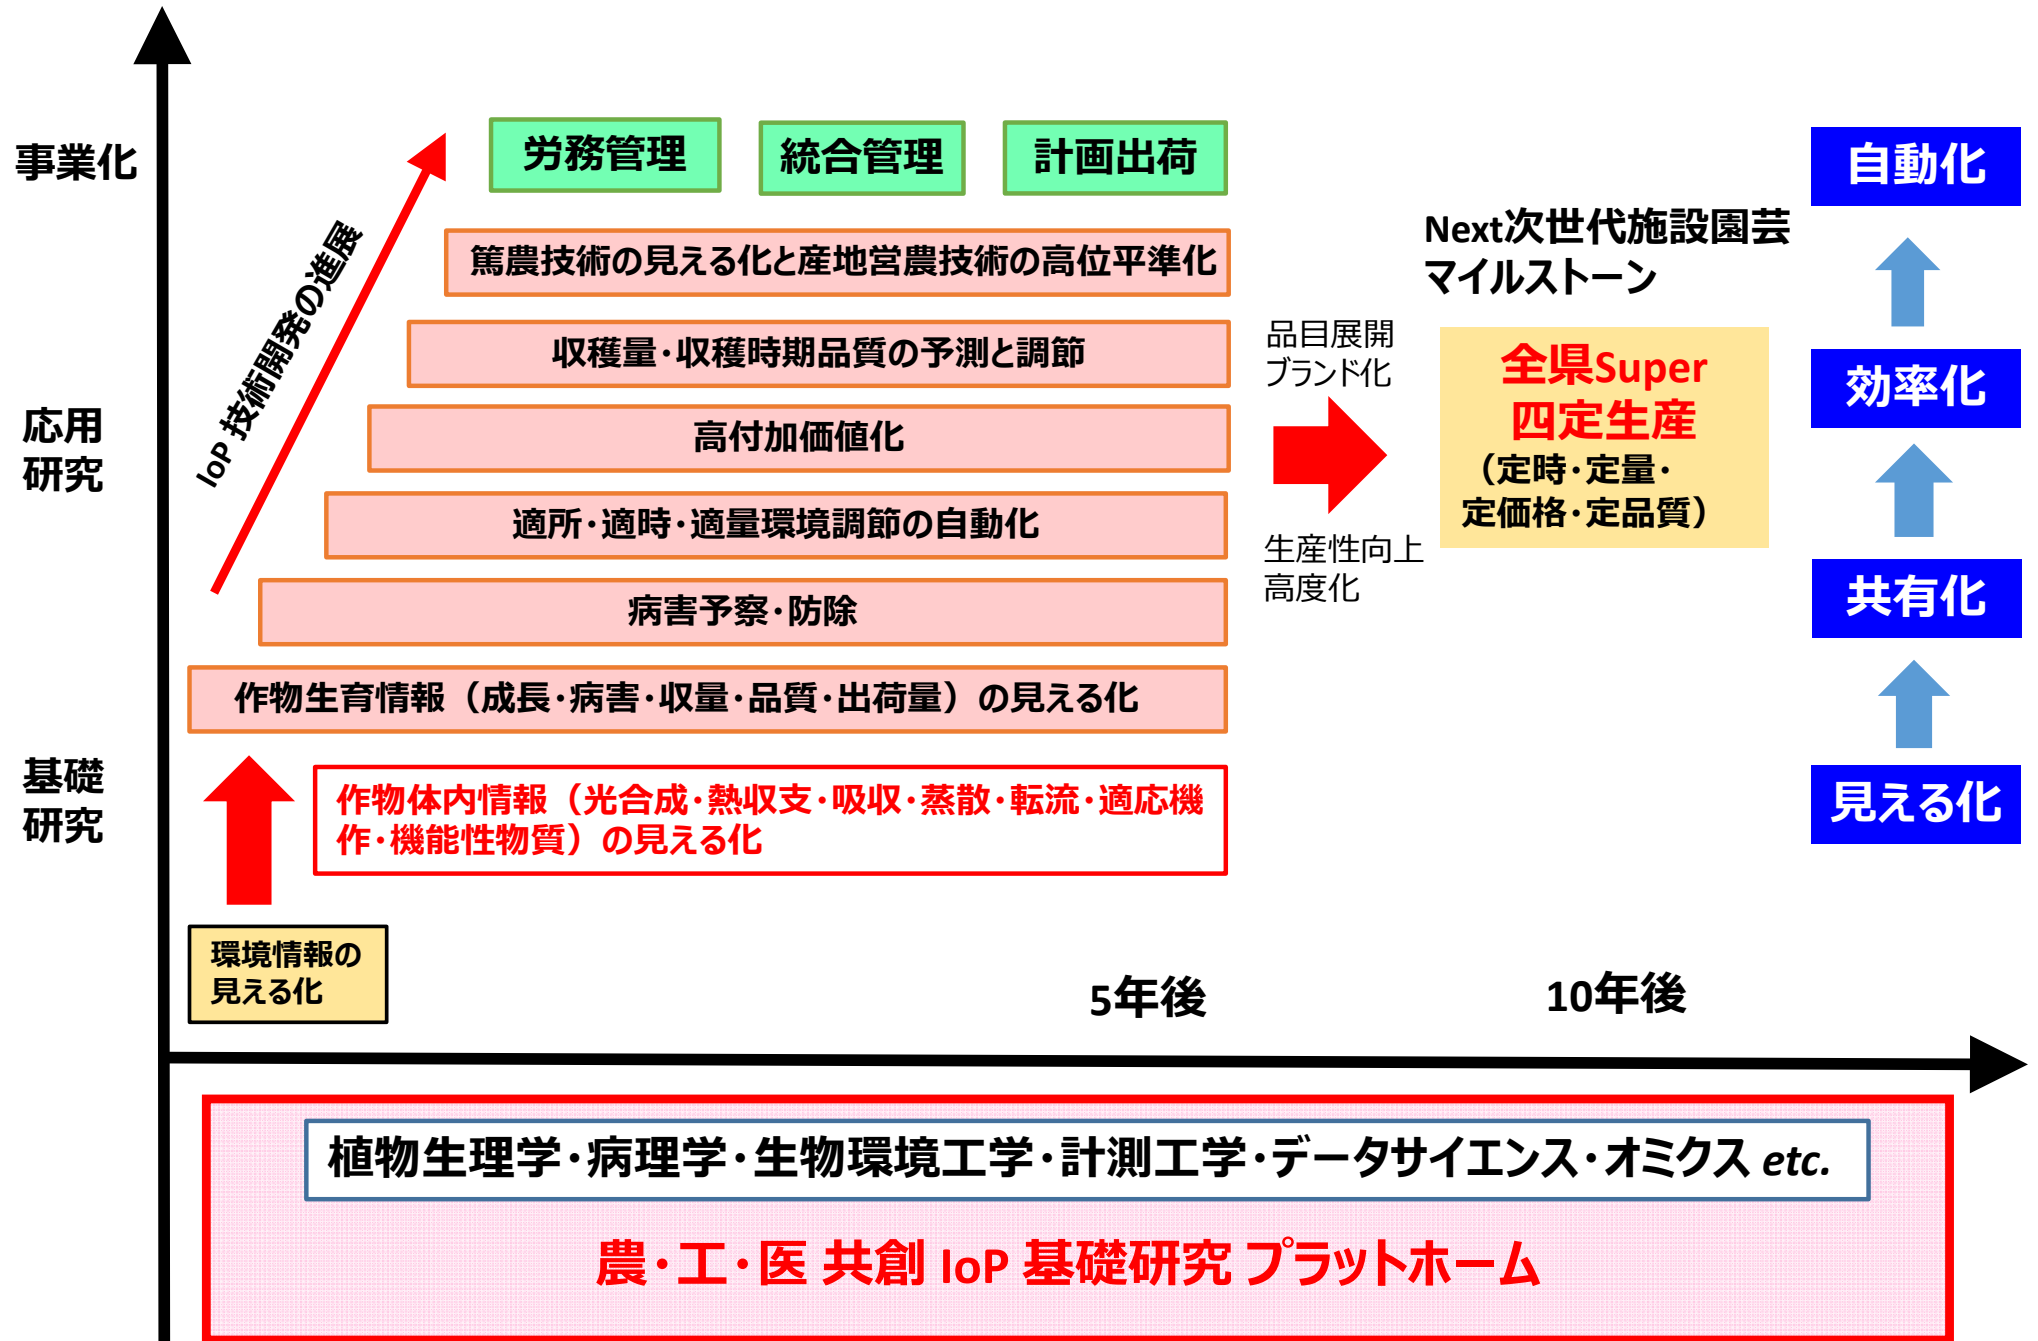 事業化
労務管理
統合管理
計画出荷
自動化
IoP 技術開発の進展
篤農技術の見える化と産地営農技術の高位平準化
Next次世代施設園芸
マイルストーン
収穫量・収穫時期品質の予測と調節
品目展開
ブランド化
全県Super
四定生産
（定時・定量・
定価格・定品質）
効率化
応用
研究
高付加価値化
適所・適時・適量環境調節の自動化
生産性向上
高度化
病害予察・防除
共有化
作物生育情報（成長・病害・収量・品質・出荷量）の見える化
基礎
研究
作物体内情報（光合成・熱収支・吸収・蒸散・転流・適応機
作・機能性物質）の見える化
見える化
環境情報の
見える化
5年後
10年後
植物生理学・病理学・生物環境工学・計測工学・データサイエンス・オミクス etc.
農・工・医 共創 IoP 基礎研究 プラットホーム